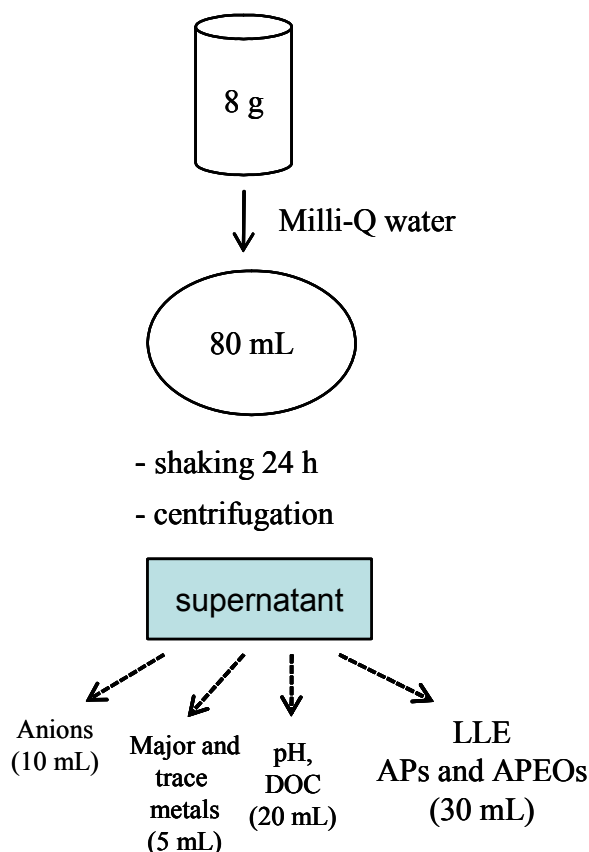 8 g
Milli-Q water
80 mL
- shaking 24 h
- centrifugation
supernatant
Anions
(10 mL)
Major and
trace
metals
(5 mL)
pH,
DOC
(20 mL)
LLE
APs and APEOs
(30 mL)